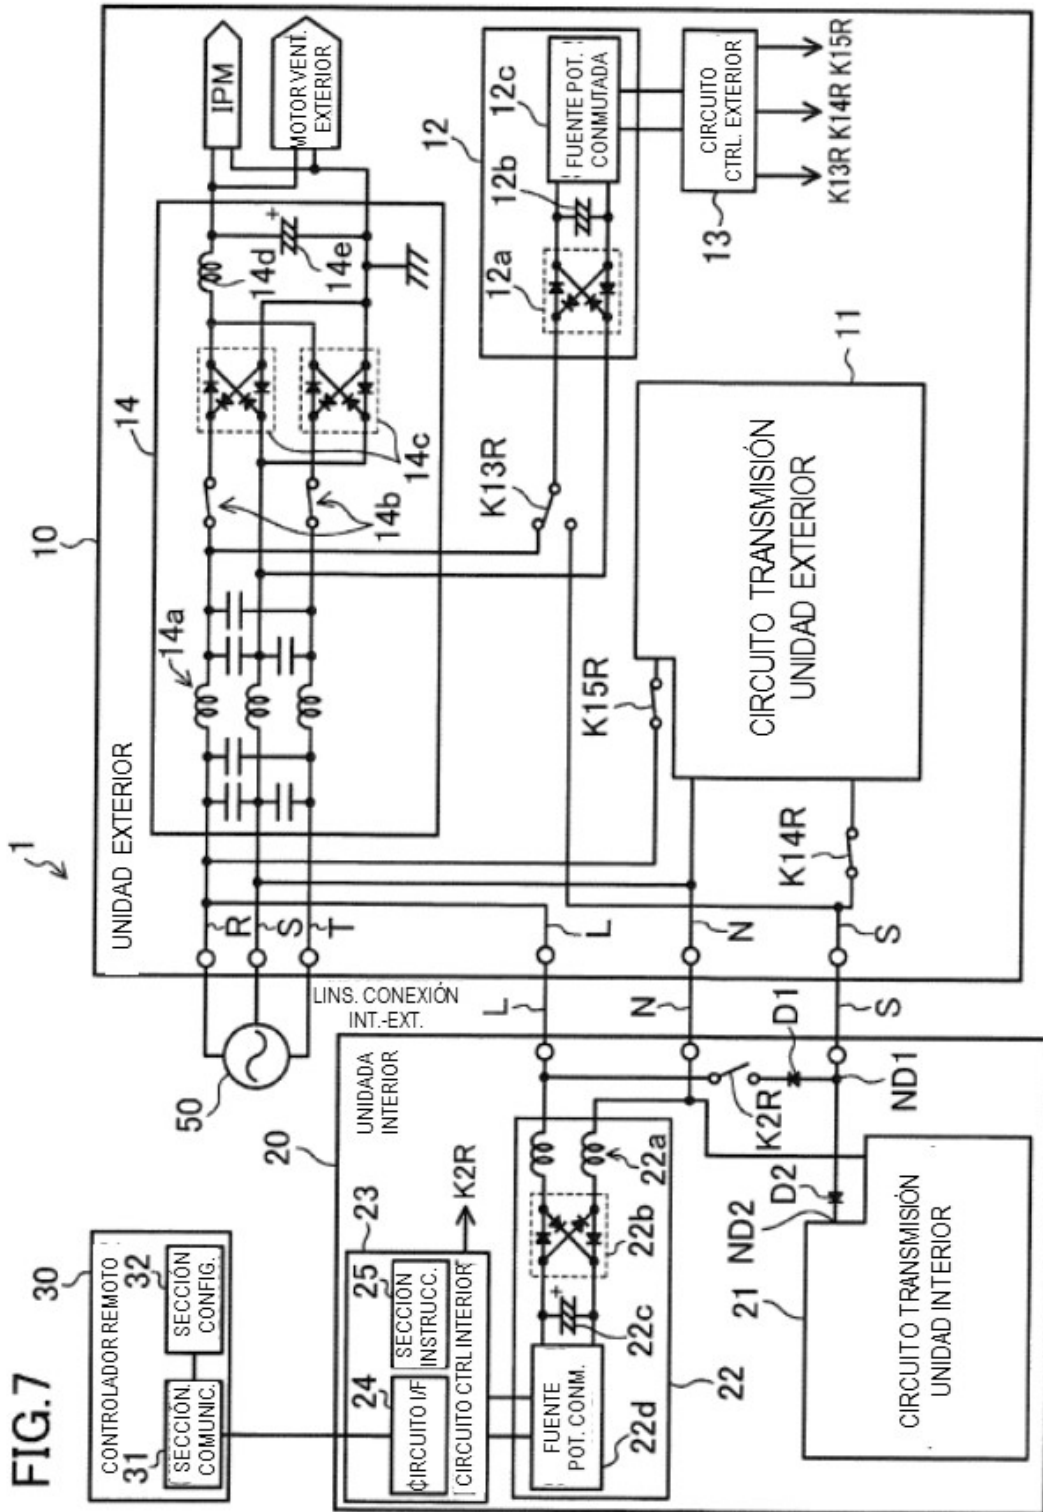 FIG.7
1
10
UNIDAD EXTERIOR
14
14a
14b
14c
14d
14e
IPM
MOTOR VENT.
EXTERIOR
R
S
T
50
LINS. CONEXIÓN
INT.-EXT.
12
12a
12b
12c
FUENTE POT.
CONMUTADA
13
CIRCUITO
CTRL. EXTERIOR
K13R
K14R
K15R
K13R
K15R
K14R
11
CIRCUITO TRANSMISIÓN
UNIDAD EXTERIOR
L
N
S
L
N
S
30
CONTROLADOR REMOTO
31
SECCIÓN.
COMUNIC.
32
SECCIÓN
CONFIG.
20
UNIDADA
INTERIOR
23
24
CIRCUITO I/F
25
SECCIÓN
INSTRUCC.
CIRCUITO CTRL INTERIOR
K2R
22
22a
22b
22c
22d
FUENTE
POT. CONM.
K2R
D1
ND1
D2
ND2
21
CIRCUITO TRANSMISIÓN
UNIDAD INTERIOR